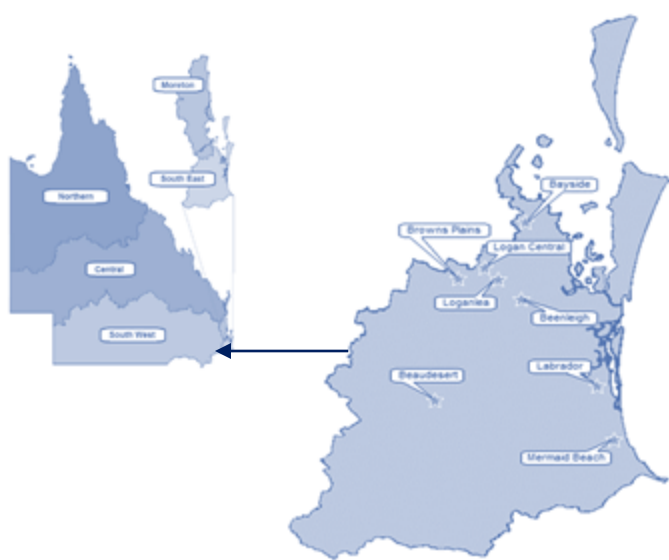 Moreton
South East
Northern
Central
South West
Bayside
Browns Plains
Logan Central
Loganlea
Beenleigh
Labrador
Beaudesert
Mermaid Beach